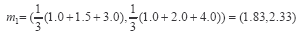 m₁= (1/3(1.0+1.5+3.0),1/3(1.0+2.0+4.0)) = (1.83,2.33)